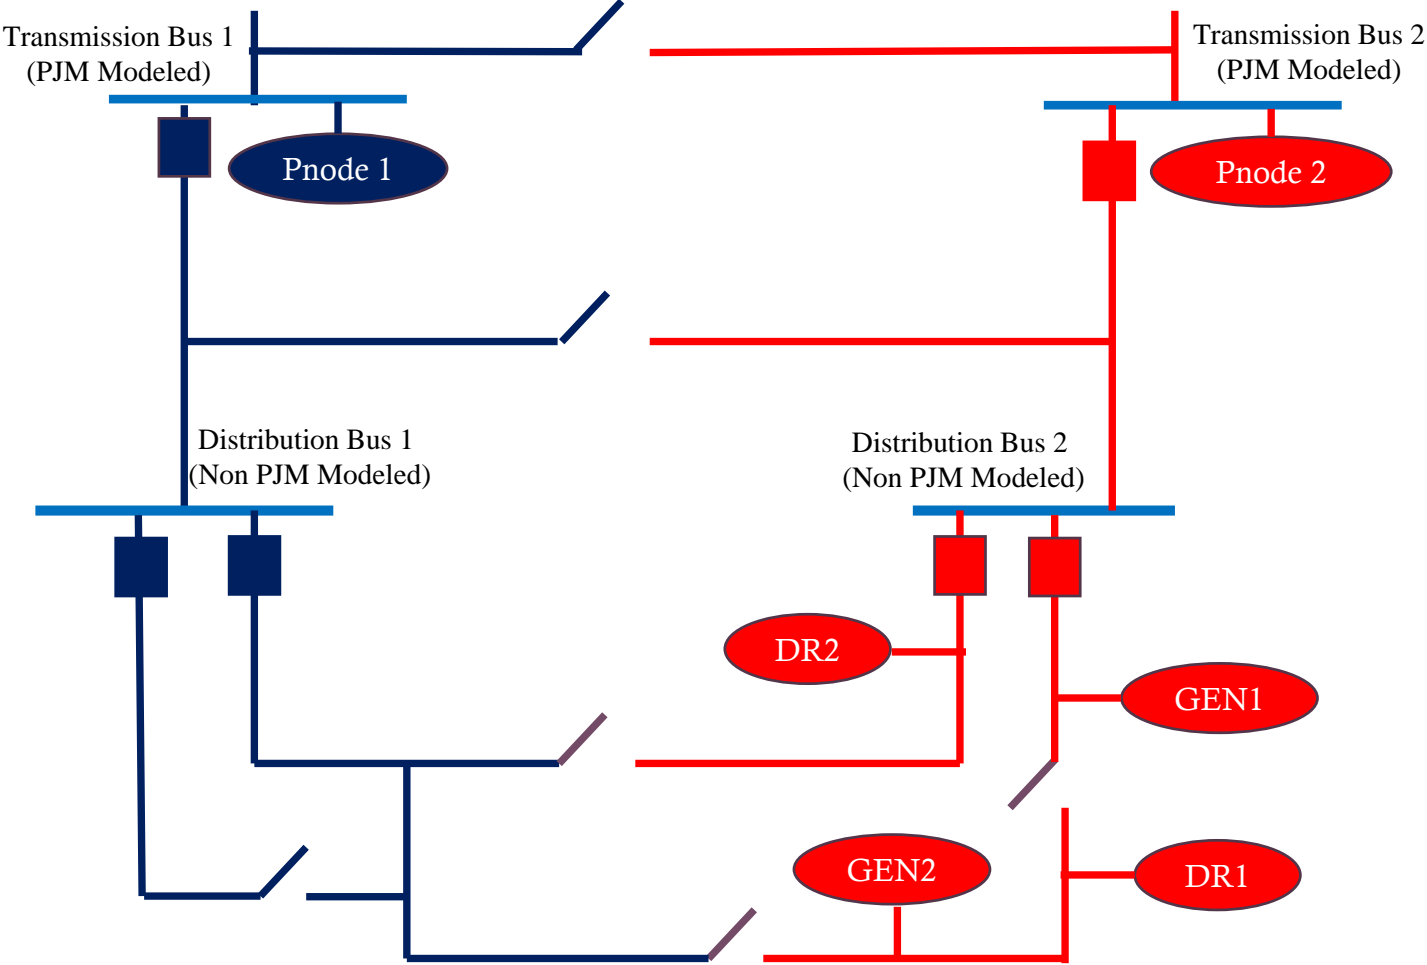 Transmission Bus 1
(PJM Modeled)
Transmission Bus 2
(PJM Modeled)
Pnode 1
Pnode 2
Distribution Bus 1
(Non PJM Modeled)
Distribution Bus 2
(Non PJM Modeled)
DR2
GEN1
GEN2
DR1